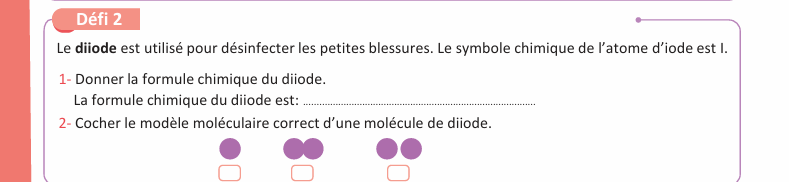 Défi 2
Le diiode est utilisé pour désinfecter les petites blessures. Le symbole chimique de l'atome d'iode est I.
1- Donner la formule chimique du diiode.
La formule chimique du diiode est: ................................................................................
2- Cocher le modèle moléculaire correct d'une molécule de diiode.